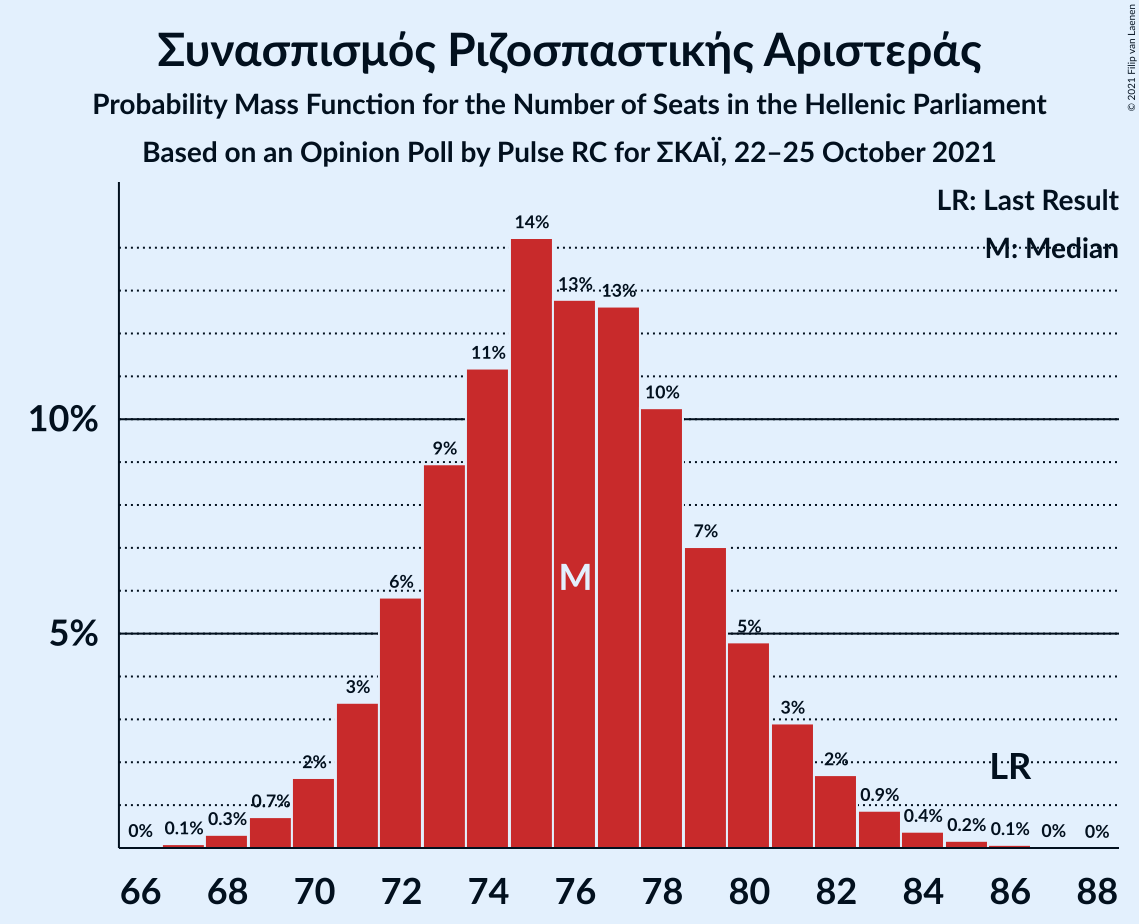 Συνασπισμός Ριζοσπαστικής Αριστεράς
Probability Mass Function for the Number of Seats in the Hellenic Parliament
Based on an Opinion Poll by Pulse RC for ΣΚΑΪ, 22–25 October 2021
© 2021 Filip van Laenen
LR: Last Result
M: Median
14%
13% 13%
11%
10%
10%
9%
7%
M
6%
5%
5%
3%
3%
2%
2%
LR
0.7%
0.9%
0% 0.1% 0.3%
0.4% 0.2% 0.1% 0% 0%
66 68 70 72 74 76 78 80 82 84 86 88